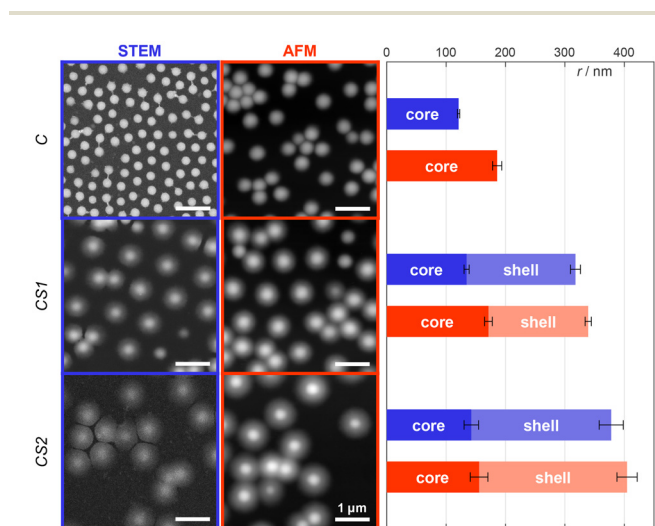 STEM AFM 0 100 200 300 400
r / nm
C core
core
CS1 core shell
core shell
CS2 core shell
core shell
1 µm